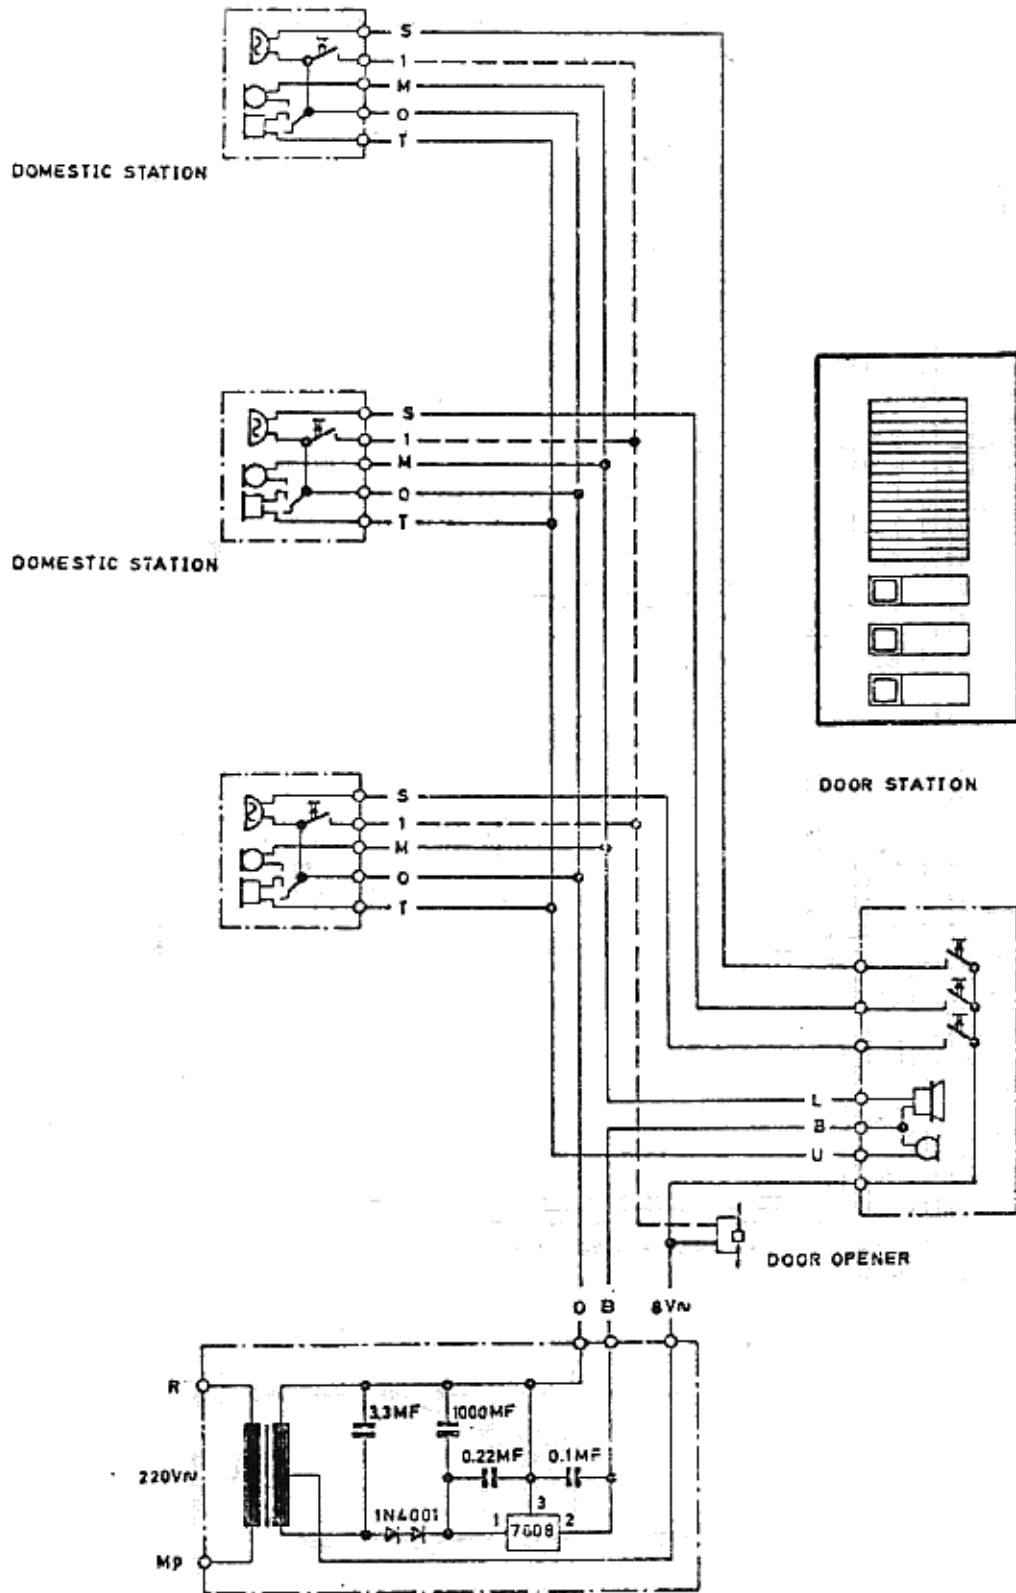 S
1
M
O
T
DOMESTIC STATION
S
1
M
O
T
DOMESTIC STATION
S
1
M
O
T
DOOR STATION
L
B
U
DOOR OPENER
O B 8V~
R
3,3MF 1000MF
0.22MF 0.1MF
220V~
1N4001 1 3 2
7808
Mp